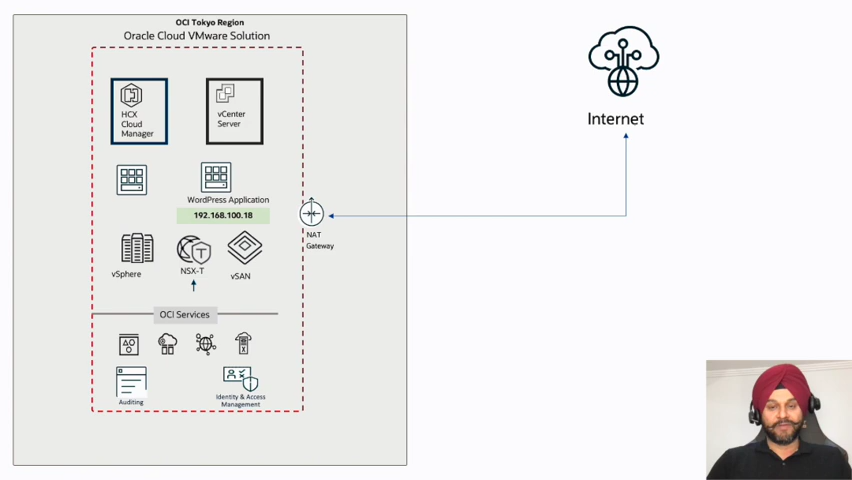 OCI Tokyo Region
Oracle Cloud VMware Solution
HCX
Cloud
Manager
vCenter
Server
WordPress Application
192.168.100.18
NAT
Gateway
vSphere
NSX-T
vSAN
OCI Services
Auditing
Identity & Access
Management
Internet